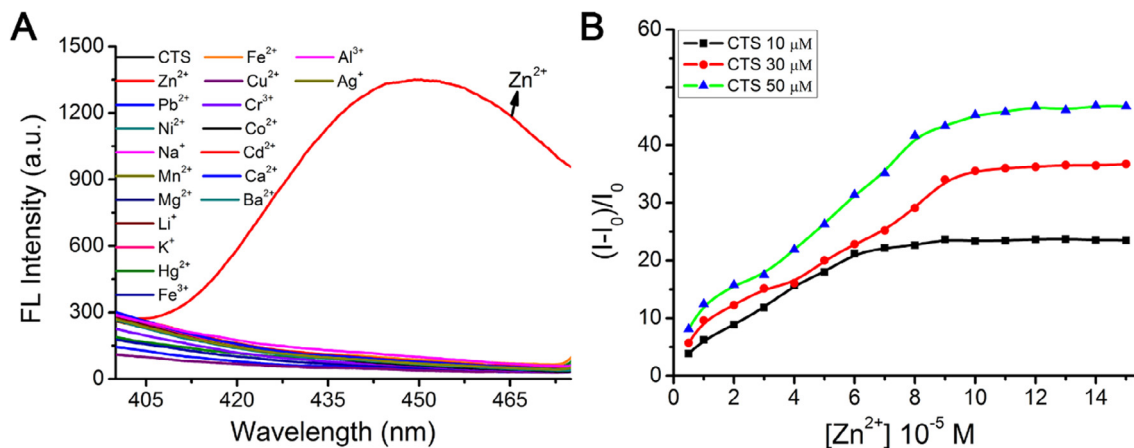 A
FL Intensity (a.u.)
1500
1200
900
600
300
0
CTS
Zn²⁺
Pb²⁺
Ni²⁺
Na⁺
Mn²⁺
Mg²⁺
Li⁺
K⁺
Hg²⁺
Fe³⁺
Fe²⁺
Cu²⁺
Cr³⁺
Co²⁺
Cd²⁺
Ca²⁺
Ba²⁺
Al³⁺
Ag⁺
Zn²⁺
405 420 435 450 465
Wavelength (nm)
B
(I-I₀)/I₀
60
50
40
30
20
10
0
CTS 10 μM
CTS 30 μM
CTS 50 μM
0 2 4 6 8 10 12 14
[Zn²⁺] 10⁻⁵ M